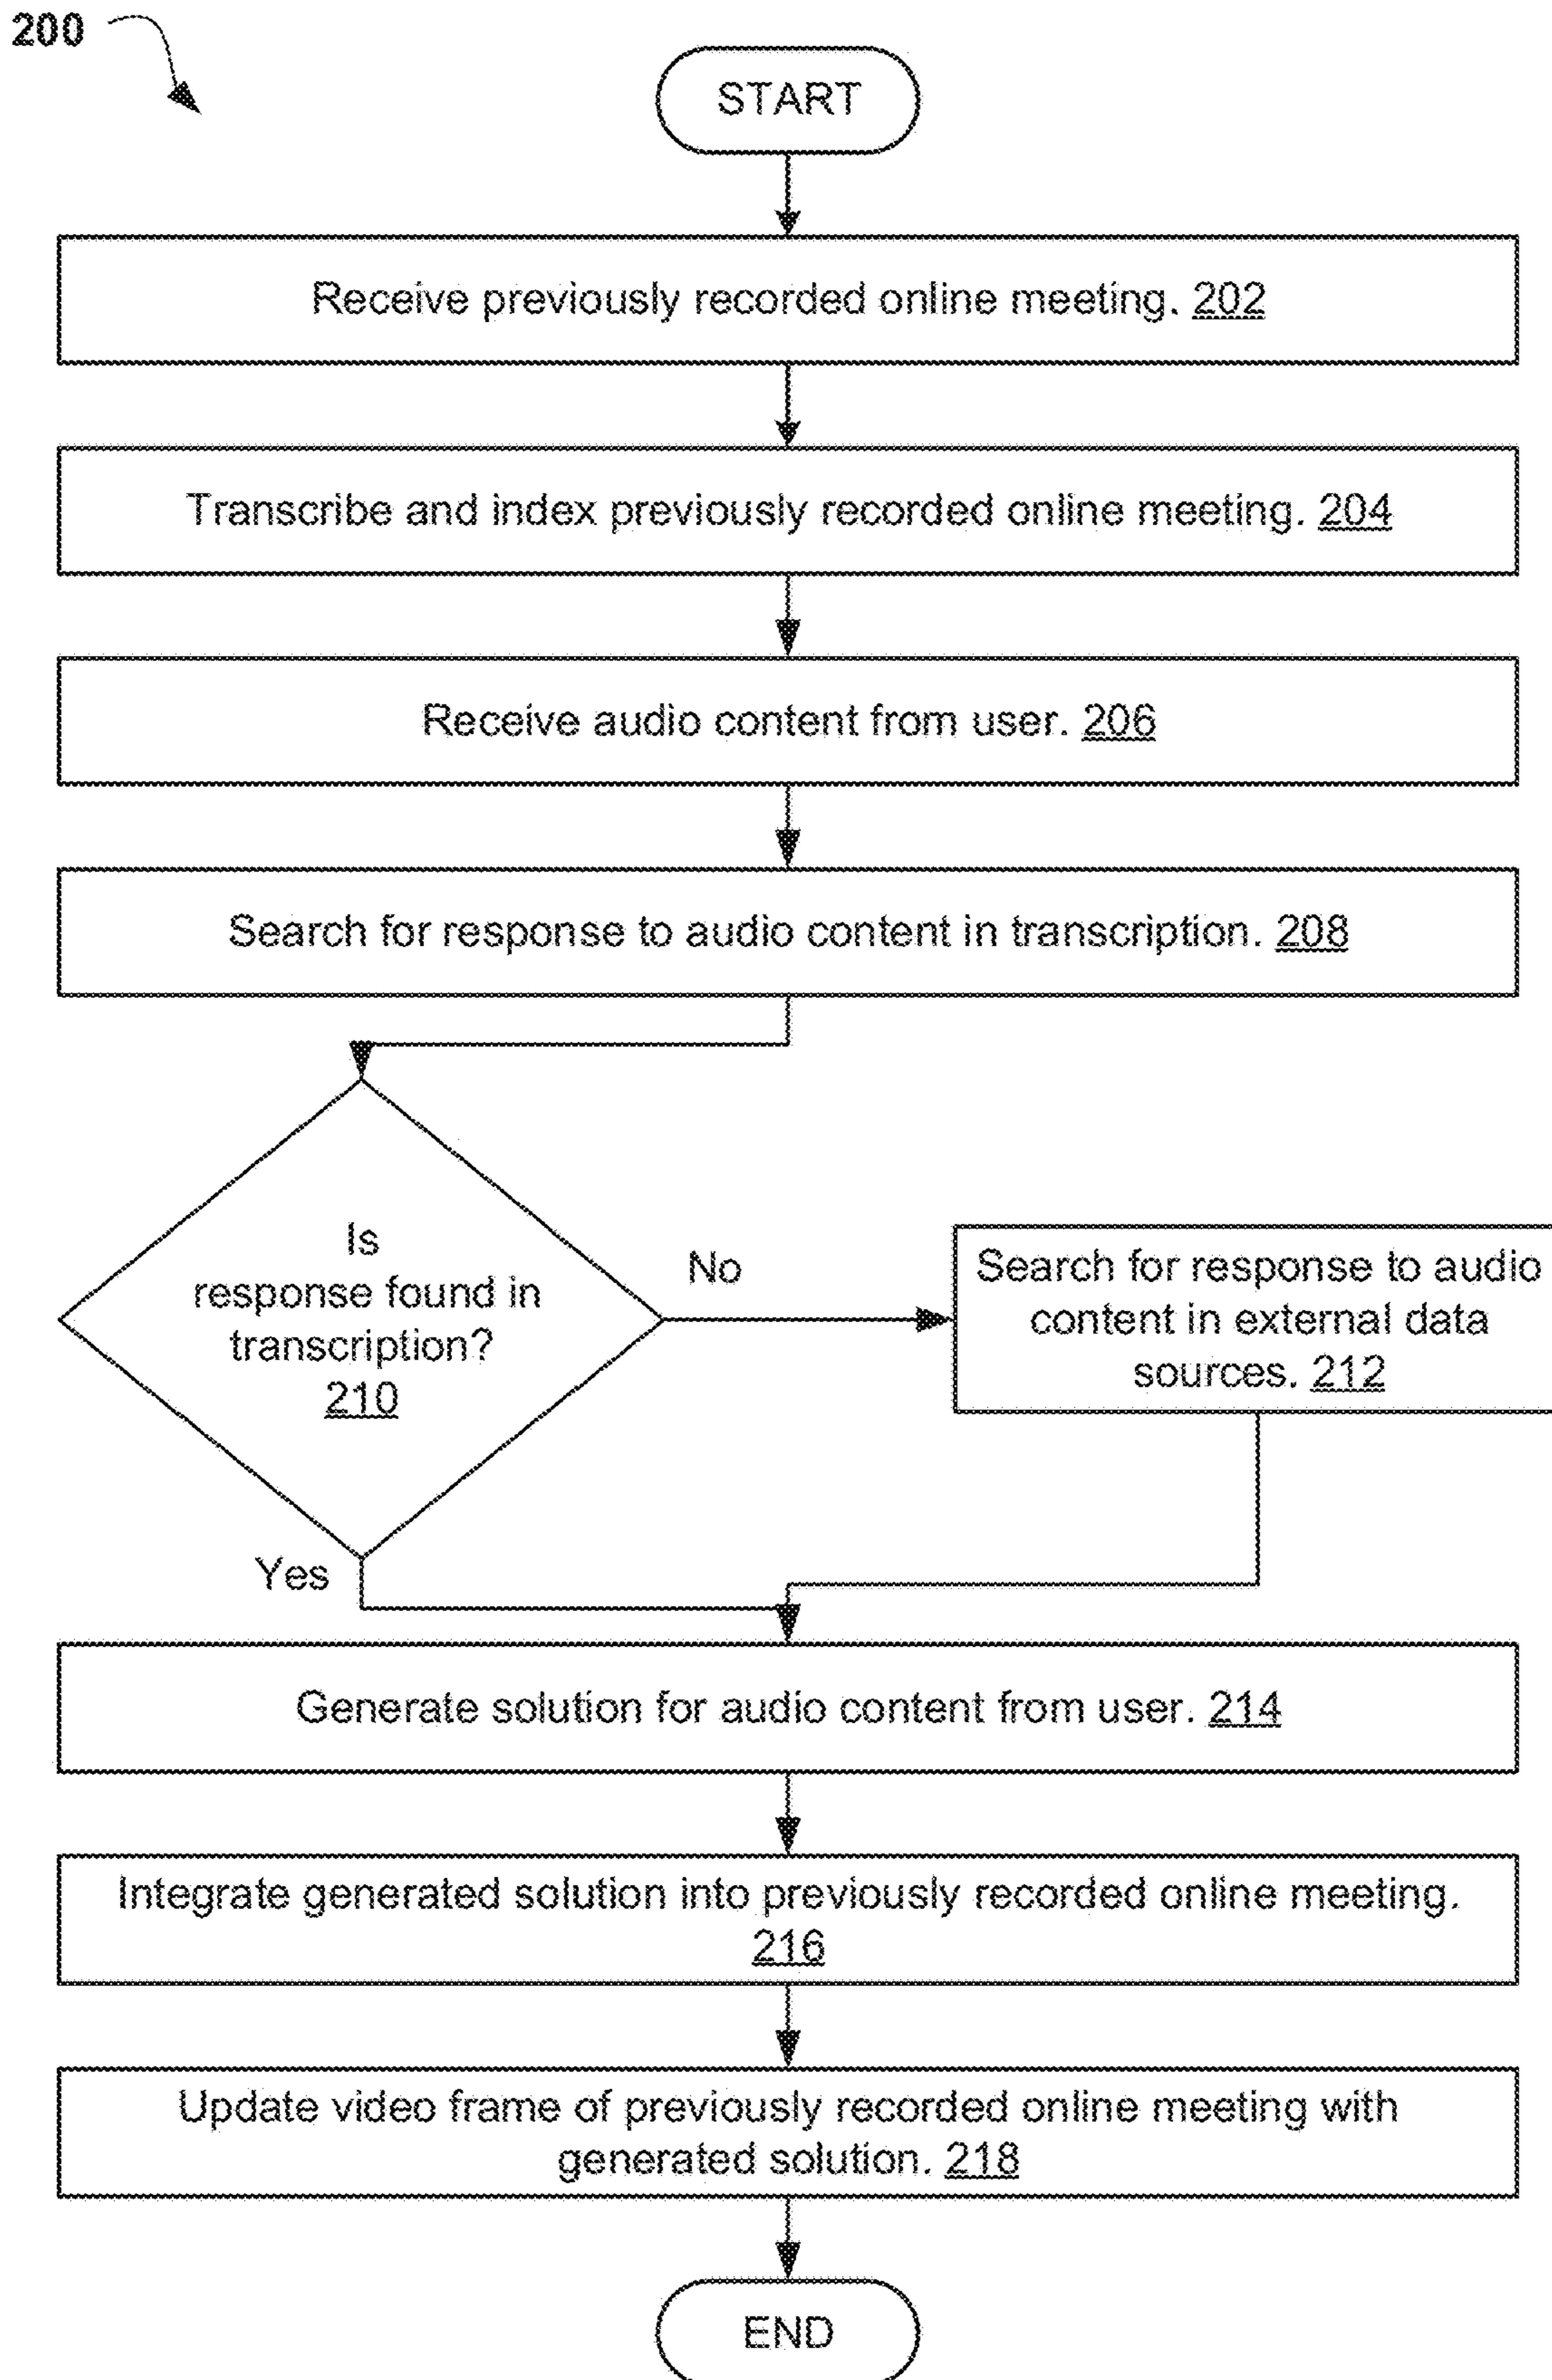 200
START
Receive previously recorded online meeting. 202
Transcribe and index previously recorded online meeting. 204
Receive audio content from user. 206
Search for response to audio content in transcription. 208
Is
response found in
transcription?
210
No
Search for response to audio
content in external data
sources. 212
Yes
Generate solution for audio content from user. 214
Integrate generated solution into previously recorded online meeting.
216
Update video frame of previously recorded online meeting with
generated solution. 218
END